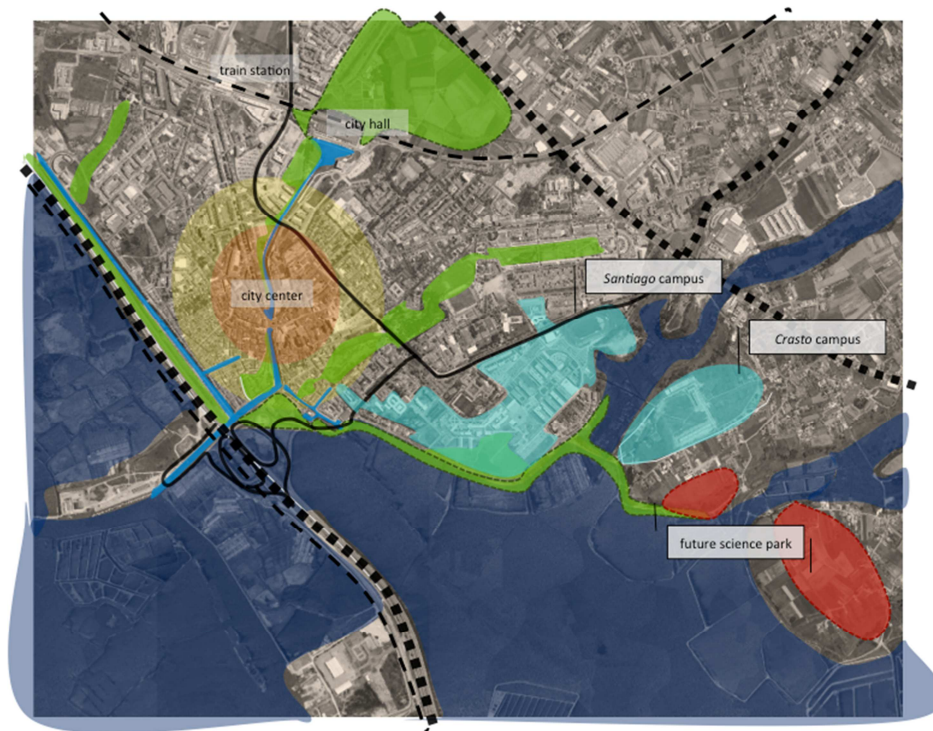 train station
city hall
city center
Santiago campus
Crasto campus
future science park